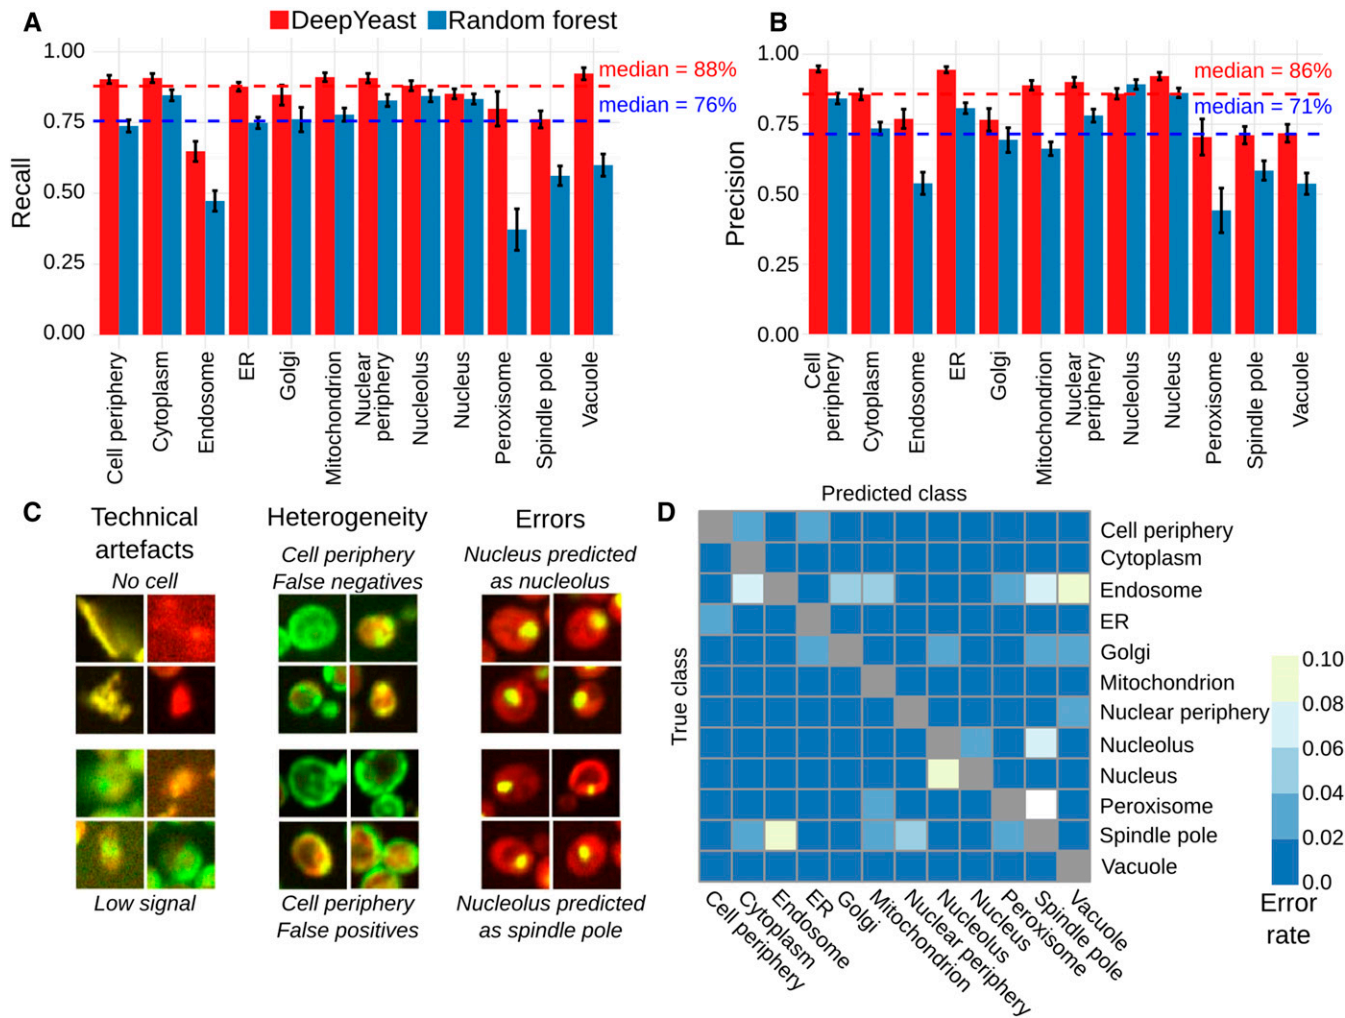 A
DeepYeast
Random forest
1.00
0.75
0.50
0.25
0.00
Recall
median = 88%
median = 76%
Cell periphery
Cytoplasm
Endosome
ER
Golgi
Mitochondrion
Nuclear
periphery
Nucleolus
Nucleus
Peroxisome
Spindle pole
Vacuole
B
1.00
0.75
0.50
0.25
0.00
Precision
median = 86%
median = 71%
Cell
periphery
Cytoplasm
Endosome
ER
Golgi
Mitochondrion
Nuclear
periphery
Nucleolus
Nucleus
Peroxisome
Spindle pole
Vacuole
C
Technical
artefacts
No cell
Low signal
Heterogeneity
Cell periphery
False negatives
Cell periphery
False positives
Errors
Nucleus predicted
as nucleolus
Nucleolus predicted
as spindle pole
D
Predicted class
True class
Cell periphery
Cytoplasm
Endosome
ER
Golgi
Mitochondrion
Nuclear periphery
Nucleolus
Nucleus
Peroxisome
Spindle pole
Vacuole
Cell periphery
Cytoplasm
Endosome
ER
Golgi
Mitochondrion
Nuclear periphery
Nucleolus
Nucleus
Peroxisome
Spindle pole
Vacuole
0.10
0.08
0.06
0.04
0.02
0.0
Error
rate